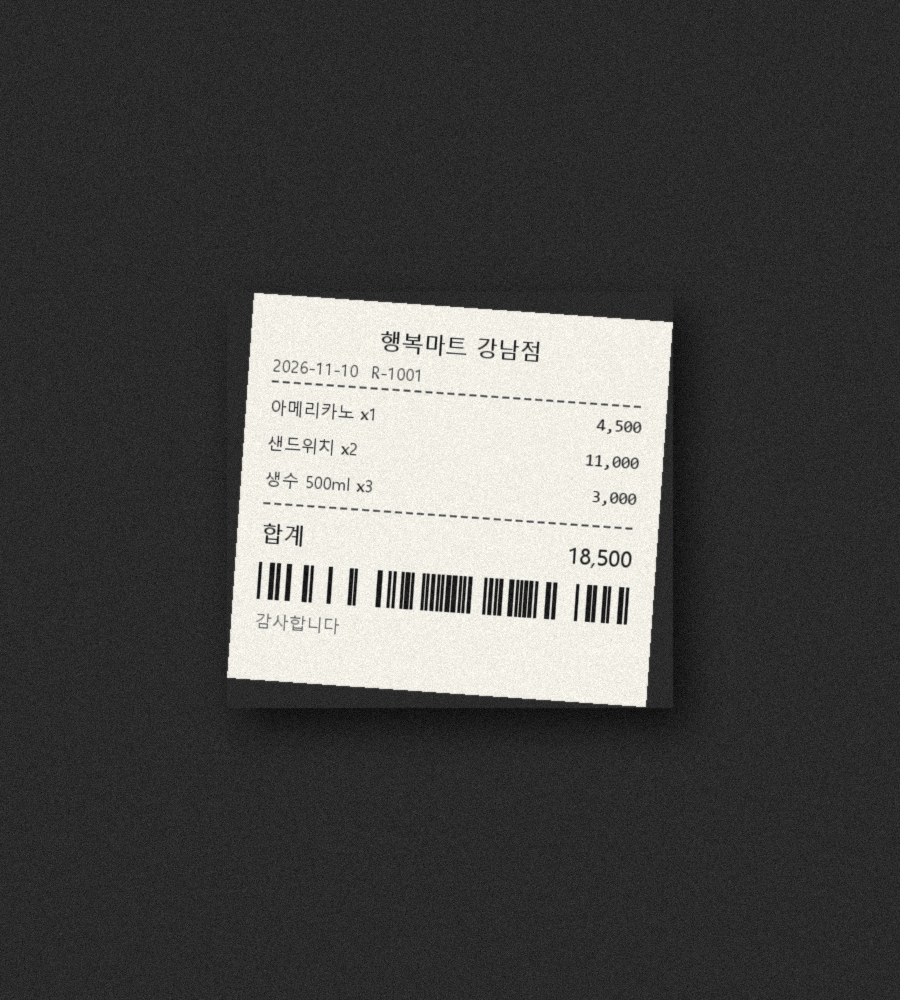 행복마트 강남점
2026-11-10 R-1001
아메리카노 x1 4,500
샌드위치 x2 11,000
생수 500ml x3 3,000
합계 18,500
감사합니다